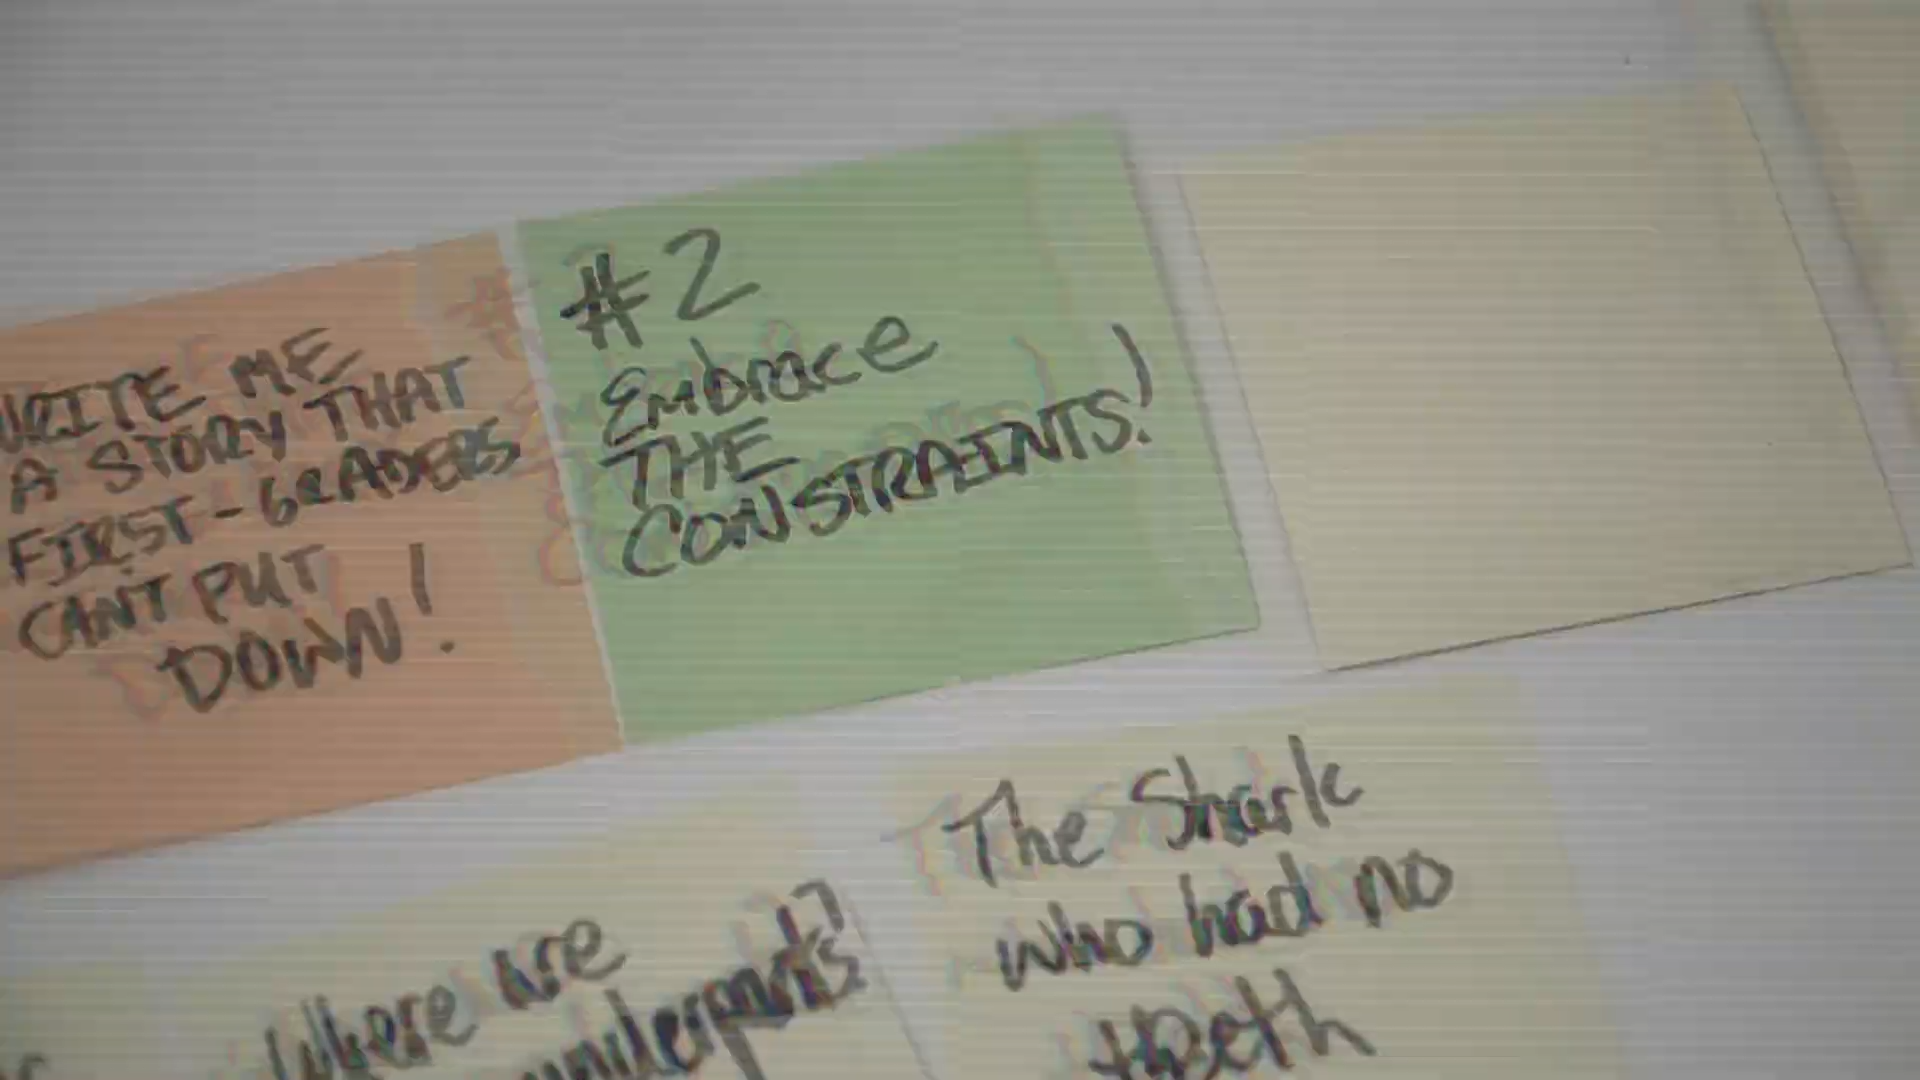 WRITE ME
A STORY THAT
FIRST-GRADERS
CAN'T PUT
DOWN!
#2
Embrace
THE
CONSTRAINTS!
Where are
underpants?
The Shark
who had no
teeth